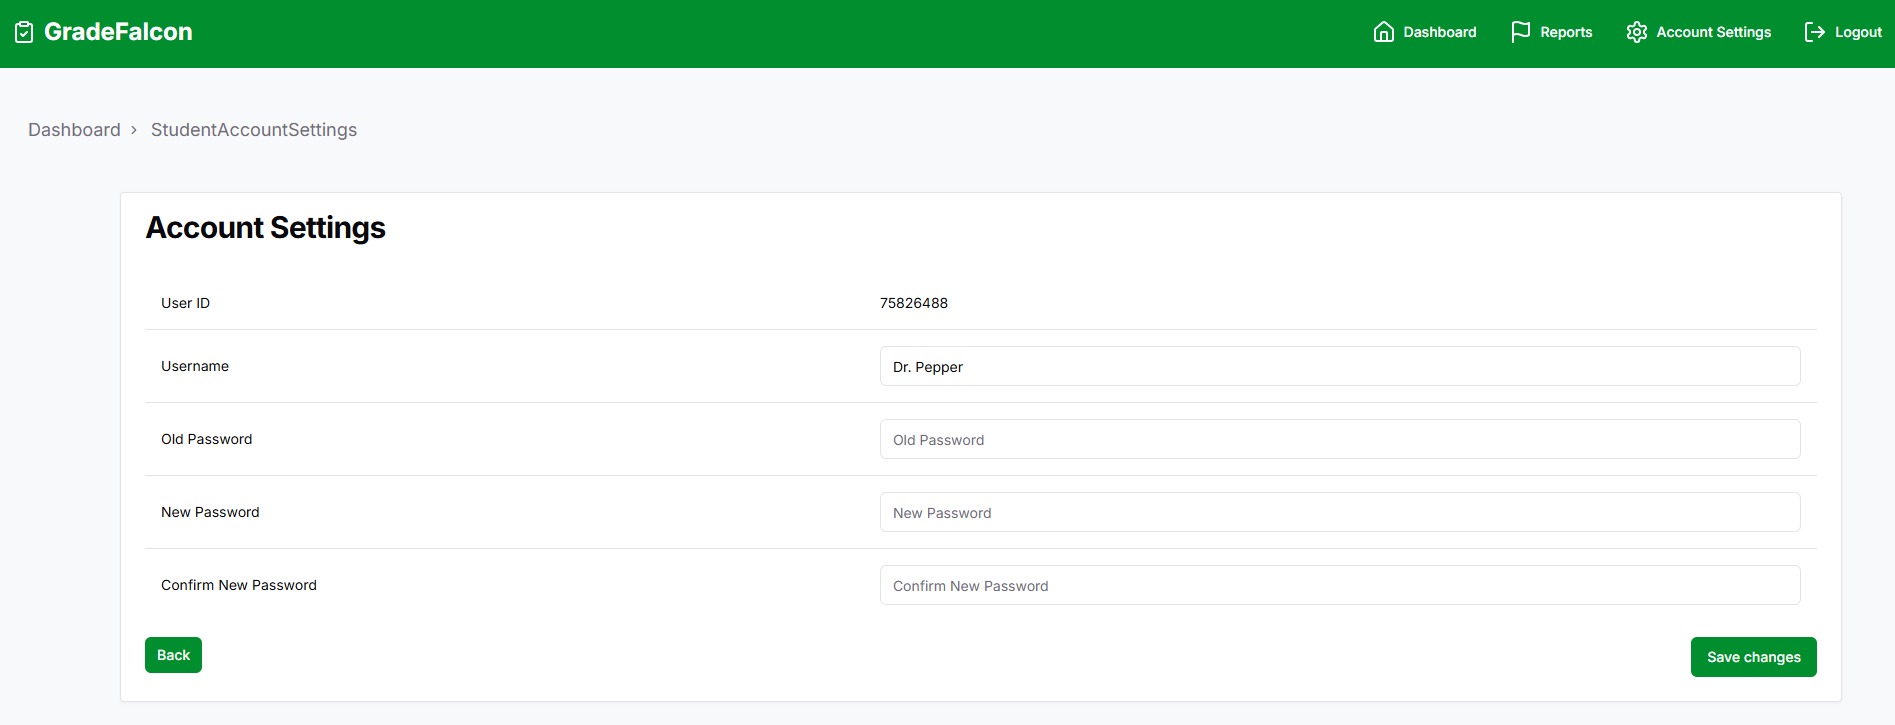 GradeFalcon Dashboard Reports Account Settings Logout
Dashboard > StudentAccountSettings
Account Settings
User ID 75826488
Username Dr. Pepper
Old Password Old Password
New Password New Password
Confirm New Password Confirm New Password
Back Save changes